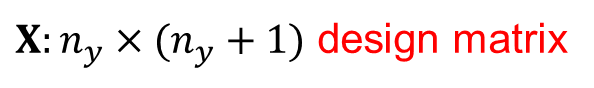 X: n_y × (n_y + 1) design matrix